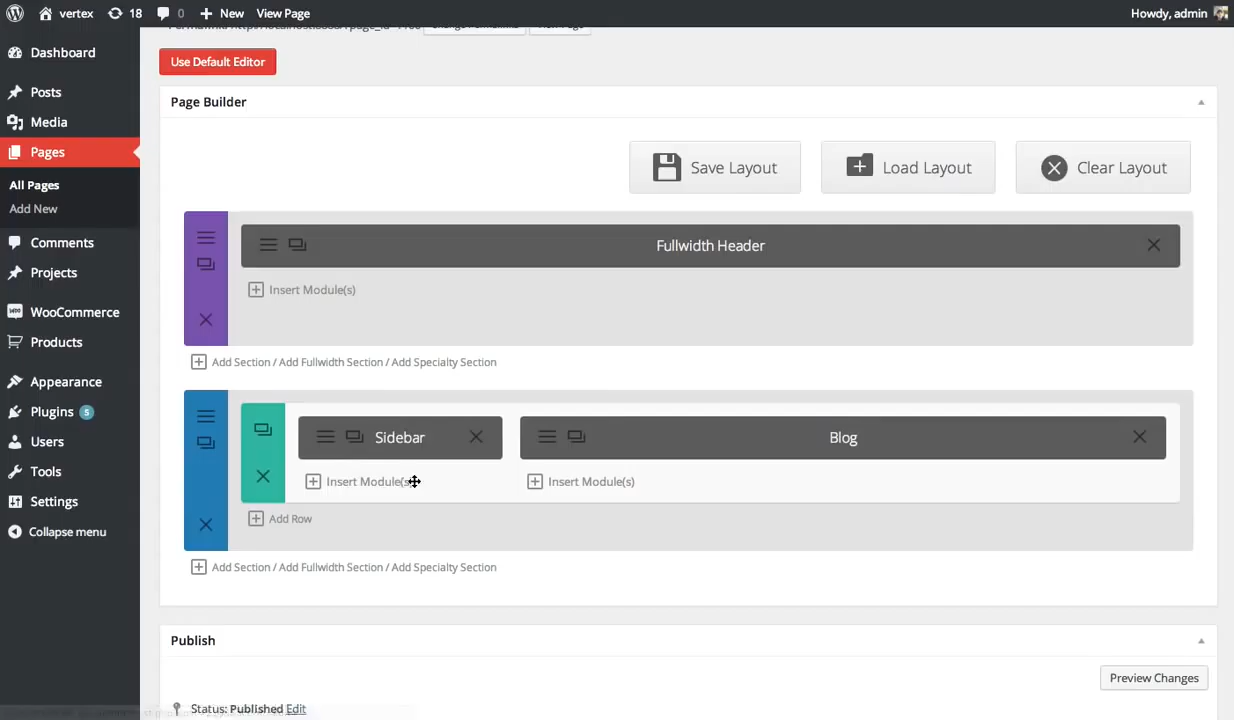 vertex 18 0 New View Page Howdy, admin
Dashboard
Posts
Media
Pages
All Pages
Add New
Comments
Projects
WooCommerce
Products
Appearance
Plugins 5
Users
Tools
Settings
Collapse menu
Use Default Editor
Page Builder
Save Layout Load Layout Clear Layout
Fullwidth Header
Insert Module(s)
Add Section / Add Fullwidth Section / Add Specialty Section
Sidebar Blog
Insert Module(s) Insert Module(s)
Add Row
Add Section / Add Fullwidth Section / Add Specialty Section
Publish
Preview Changes
Status: Published Edit